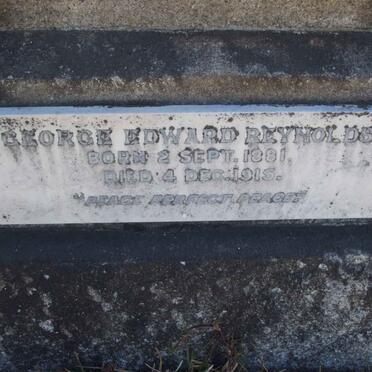 GEORGE EDWARD REYNOLDS
BORN 2 SEPT. 1881.
DIED 4 DEC. 1915.
"PEACE PERFECT PEACE"